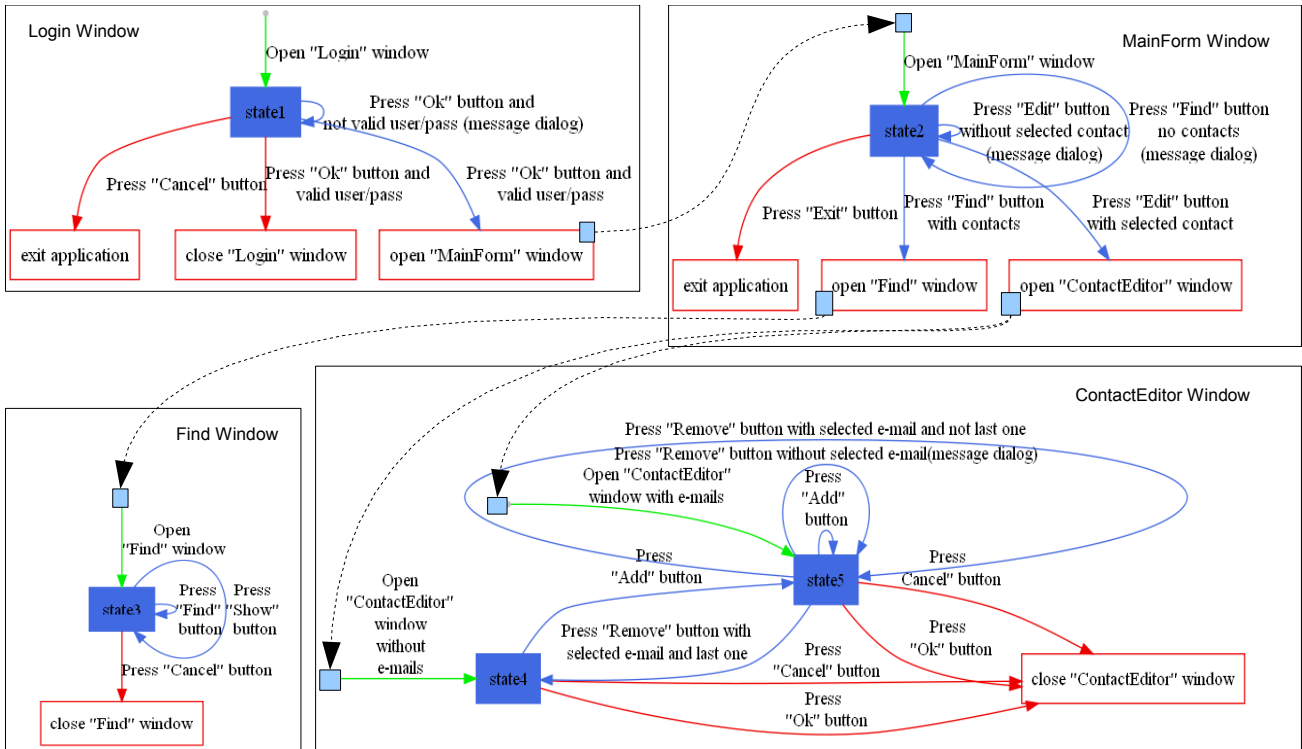 Login Window
Open "Login" window
state1
Press "Ok" button and
not valid user/pass (message dialog)
Press "Cancel" button
Press "Ok" button and
valid user/pass
Press "Ok" button and
valid user/pass
exit application
close "Login" window
open "MainForm" window
MainForm Window
Open "MainForm" window
state2
Press "Edit" button
without selected contact
(message dialog)
Press "Find" button
no contacts
(message dialog)
Press "Exit" button
Press "Find" button
with contacts
Press "Edit" button
with selected contact
exit application
open "Find" window
open "ContactEditor" window
Find Window
Open
"Find" window
state3
Press
"Find"
button
Press
"Show"
button
Press "Cancel" button
close "Find" window
ContactEditor Window
Press "Remove" button with selected e-mail and not last one
Press "Remove" button without selected e-mail(message dialog)
Open "ContactEditor"
window with e-mails
Press
"Add"
button
Press
"Add" button
state5
Press
Cancel" button
Open
"ContactEditor"
window
without
e-mails
Press "Remove" button with
selected e-mail and last one
Press
"Ok" button
Press
"Cancel" button
state4
close "ContactEditor" window
Press
"Ok" button